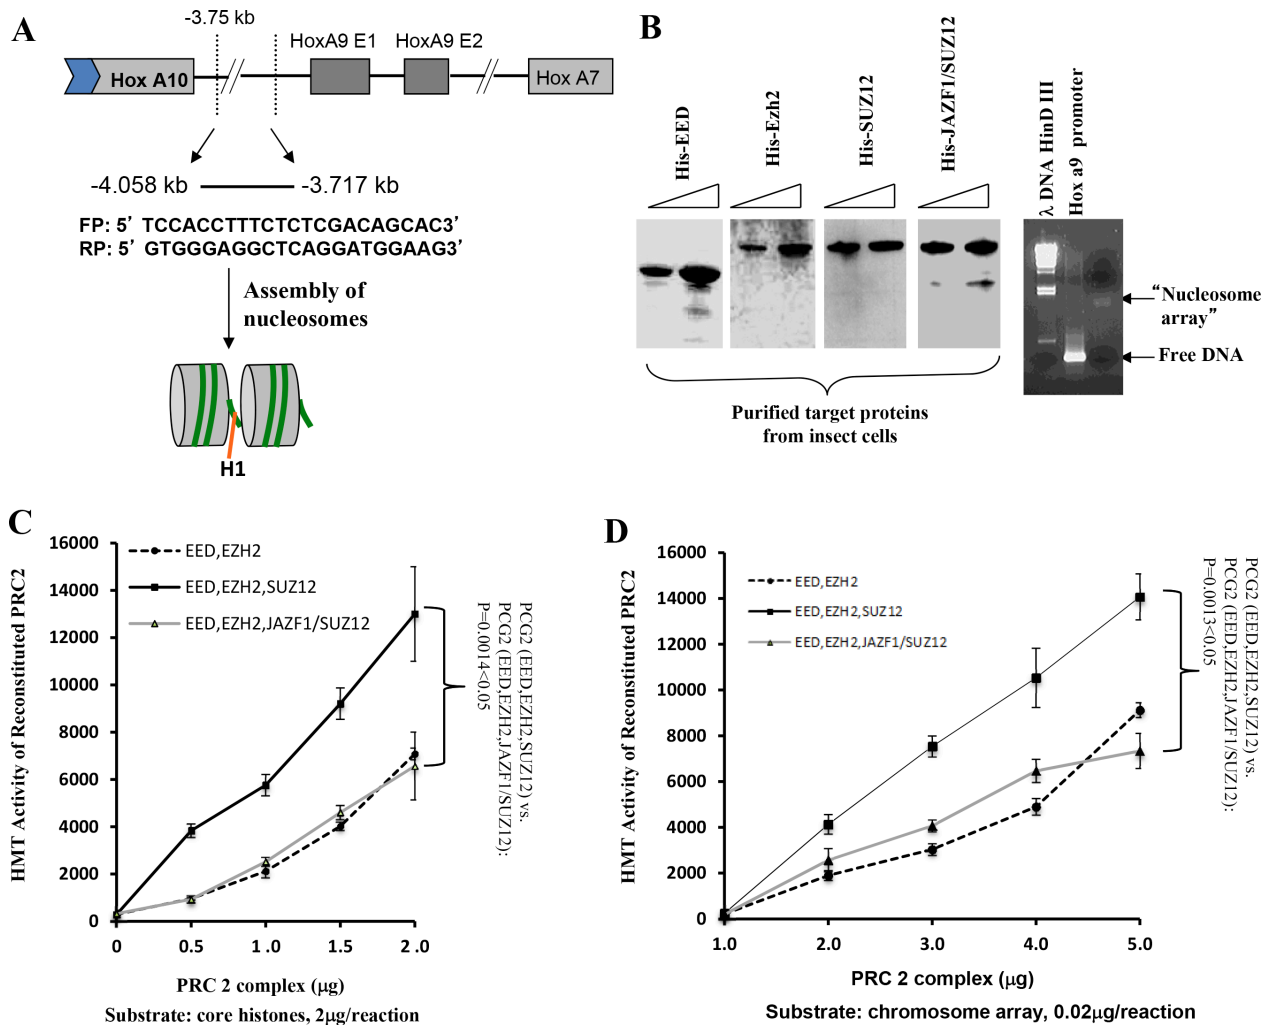 A
-3.75 kb
HoxA9 E1
HoxA9 E2
Hox A10
Hox A7
-4.058 kb
-3.717 kb
FP: 5’ TCCACCTTTCTCTCGACAGCAC3’
RP: 5’ GTGGGAGGCTCAGGATGGAAG3’
Assembly of
nucleosomes
H1
B
His-EED
His-Ezh2
His-SUZ12
His-JAZF1/SUZ12
λ DNA HinD III
Hox a9 promoter
“Nucleosome
array”
Free DNA
Purified target proteins
from insect cells
C
HMT Activity of Reconstituted PRC2
16000
14000
12000
10000
8000
6000
4000
2000
0
EED,EZH2
EED,EZH2,SUZ12
EED,EZH2,JAZF1/SUZ12
PCG2 (EED,EZH2,SUZ12) vs.
PCG2 (EED,EZH2,JAZF1/SUZ12):
P=0.0014<0.05
0 0.5 1.0 1.5 2.0
PRC 2 complex (μg)
Substrate: core histones, 2μg/reaction
D
HMT Activity of Reconstituted PRC2
16000
14000
12000
10000
8000
6000
4000
2000
0
EED,EZH2
EED,EZH2,SUZ12
EED,EZH2,JAZF1/SUZ12
PCG2 (EED,EZH2,SUZ12) vs.
PCG2 (EED,EZH2,JAZF1/SUZ12):
P=0.0013<0.05
1.0 2.0 3.0 4.0 5.0
PRC 2 complex (μg)
Substrate: chromosome array, 0.02μg/reaction